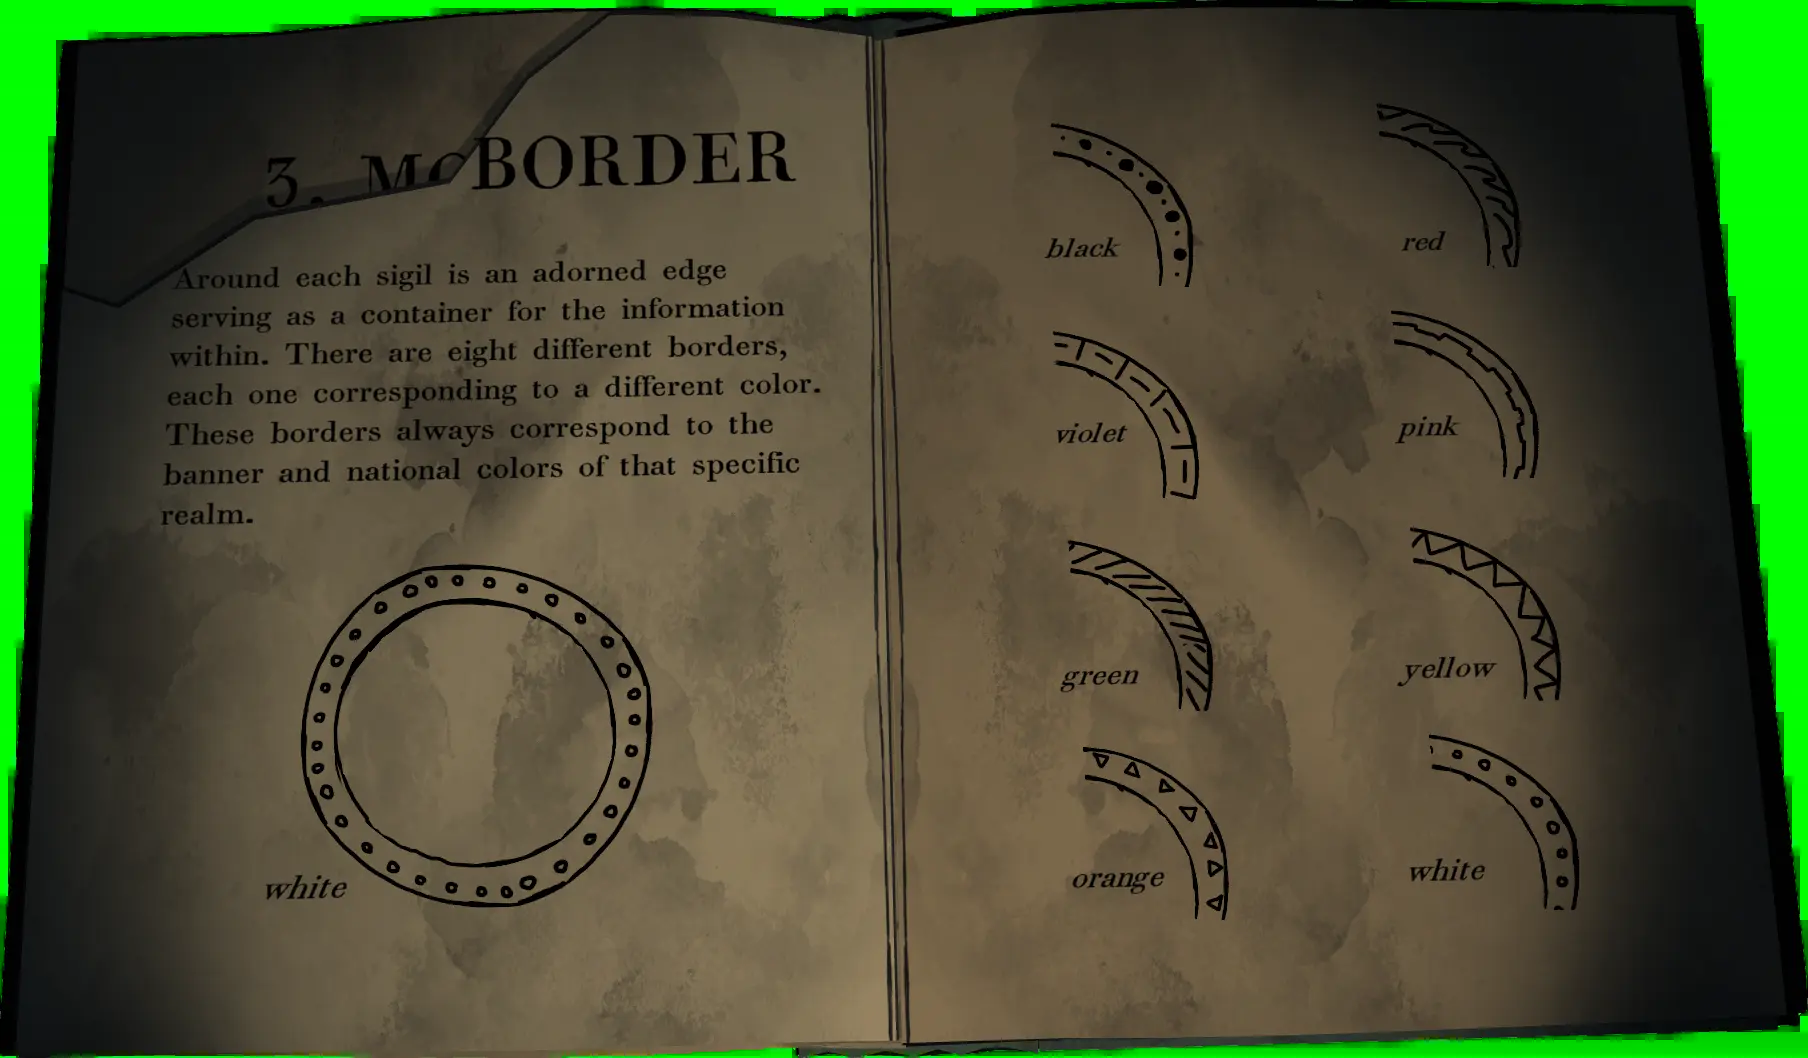 3. BORDER
Around each sigil is an adorned edge
serving as a container for the information
within. There are eight different borders,
each one corresponding to a different color.
These borders always correspond to the
banner and national colors of that specific
realm.
white
black
red
violet
pink
green
yellow
orange
white